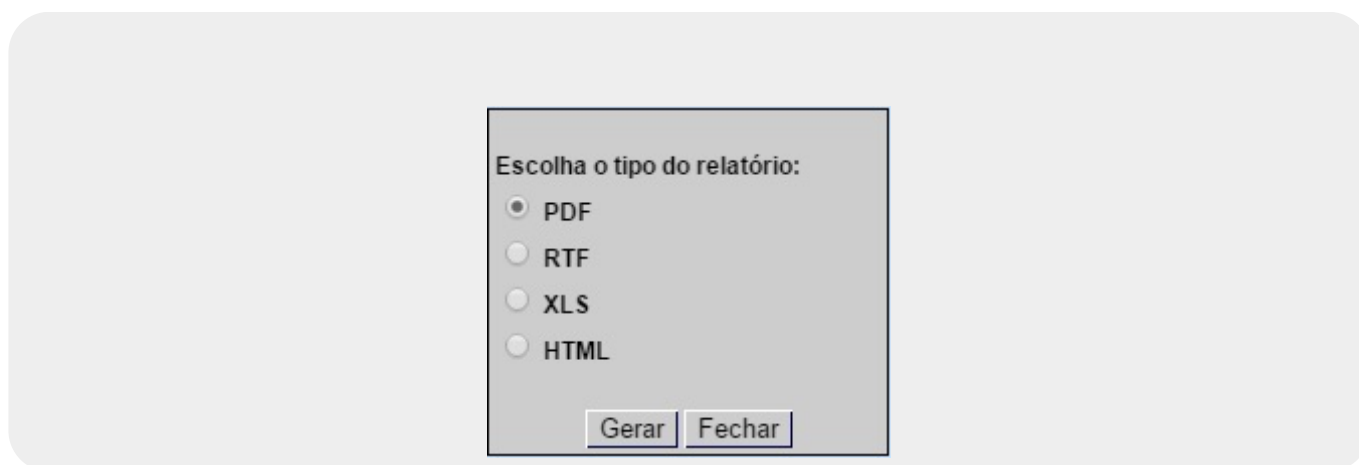 Escolha o tipo do relatório:
PDF
RTF
XLS
HTML
Gerar Fechar